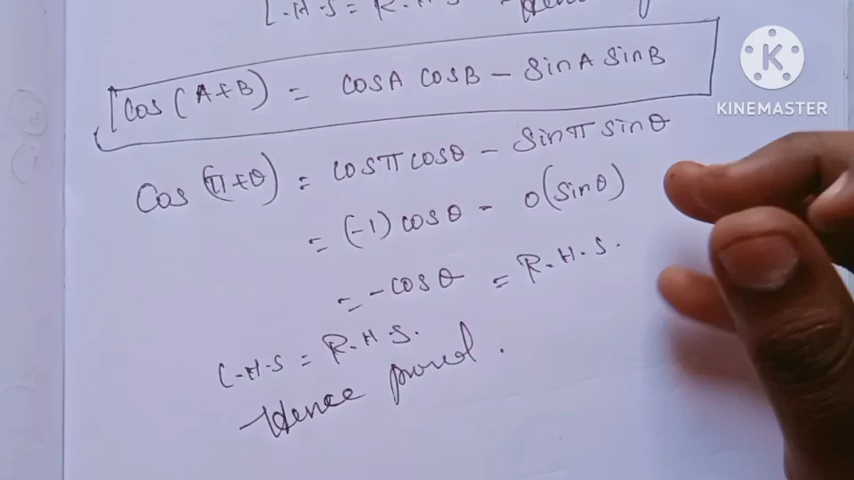 L.H.S = R.H.S
Cos (A+B) = cosA cosB – SinA SinB
Cos (π+θ) = cosπ cosθ – Sinπ sinθ
= (-1) cosθ – 0(sinθ)
= -cosθ = R.H.S.
L.H.S = R.H.S.
Hence proved.
KINEMASTER